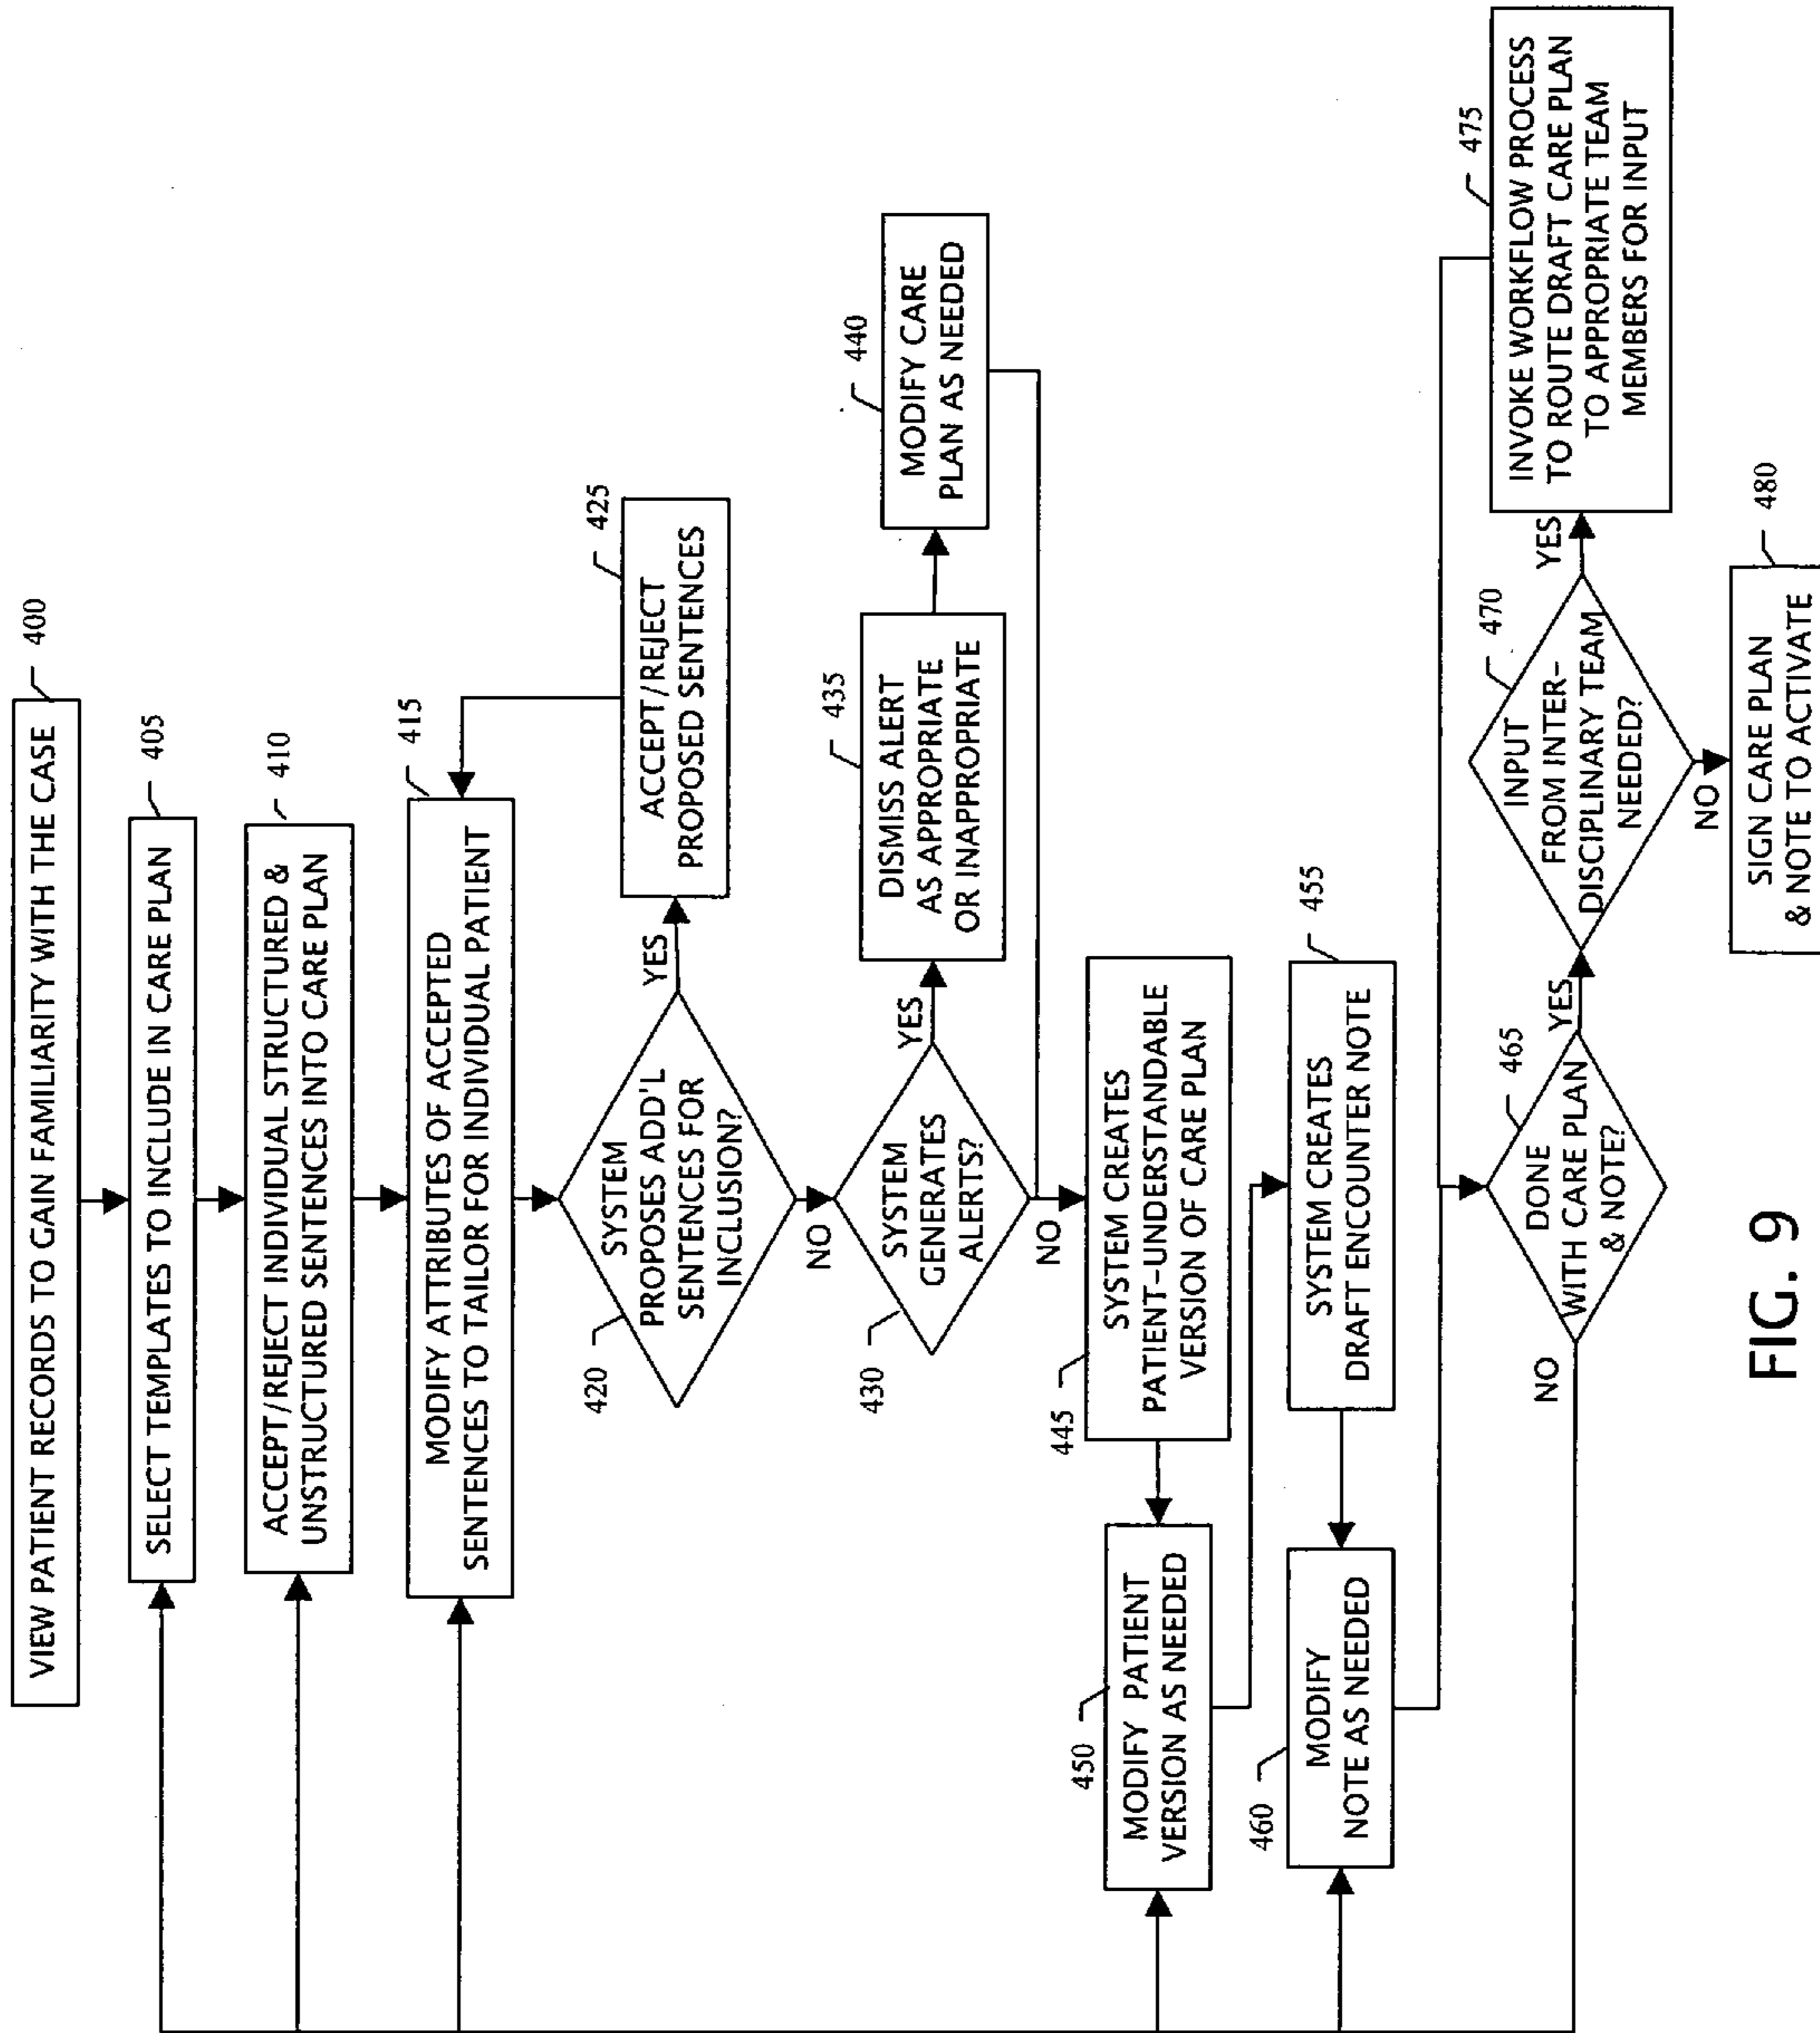 VIEW PATIENT RECORDS TO GAIN FAMILIARITY WITH THE CASE
400
SELECT TEMPLATES TO INCLUDE IN CARE PLAN
405
ACCEPT/REJECT INDIVIDUAL STRUCTURED &
UNSTRUCTURED SENTENCES INTO CARE PLAN
410
MODIFY ATTRIBUTES OF ACCEPTED
SENTENCES TO TAILOR FOR INDIVIDUAL PATIENT
415
SYSTEM
PROPOSES ADD'L
SENTENCES FOR
INCLUSION?
420
YES
ACCEPT/REJECT
PROPOSED SENTENCES
425
NO
SYSTEM
GENERATES
ALERTS?
430
YES
DISMISS ALERT
AS APPROPRIATE
OR INAPPROPRIATE
435
MODIFY CARE
PLAN AS NEEDED
440
NO
445
SYSTEM CREATES
PATIENT-UNDERSTANDABLE
VERSION OF CARE PLAN
450
MODIFY PATIENT
VERSION AS NEEDED
SYSTEM CREATES
DRAFT ENCOUNTER NOTE
455
460
MODIFY
NOTE AS NEEDED
DONE
WITH CARE PLAN
& NOTE?
465
NO
YES
INPUT
FROM INTER-
DISCIPLINARY TEAM
NEEDED?
470
YES
INVOKE WORKFLOW PROCESS
TO ROUTE DRAFT CARE PLAN
TO APPROPRIATE TEAM
MEMBERS FOR INPUT
475
NO
SIGN CARE PLAN
& NOTE TO ACTIVATE
480
FIG. 9